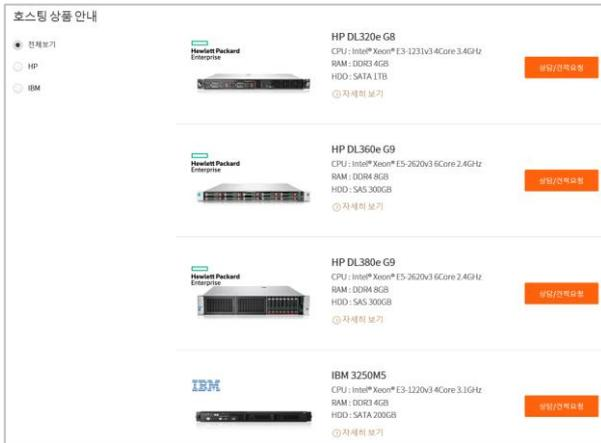 호스팅 상품 안내
전체보기
HP
IBM
Hewlett Packard
Enterprise
HP DL320e G8
CPU : Intel® Xeon® E3-1231v3 4Core 3.4GHz
RAM : DDR3 4GB
HDD : SATA 1TB
자세히 보기
상담/견적요청
Hewlett Packard
Enterprise
HP DL360e G9
CPU : Intel® Xeon® E5-2620v3 6Core 2.4GHz
RAM : DDR4 8GB
HDD : SAS 300GB
자세히 보기
상담/견적요청
Hewlett Packard
Enterprise
HP DL380e G9
CPU : Intel® Xeon® E5-2620v3 6Core 2.4GHz
RAM : DDR4 8GB
HDD : SAS 300GB
자세히 보기
상담/견적요청
IBM
IBM 3250M5
CPU : Intel® Xeon® E3-1220v3 4Core 3.1GHz
RAM : DDR3 4GB
HDD : SATA 200GB
자세히 보기
상담/견적요청